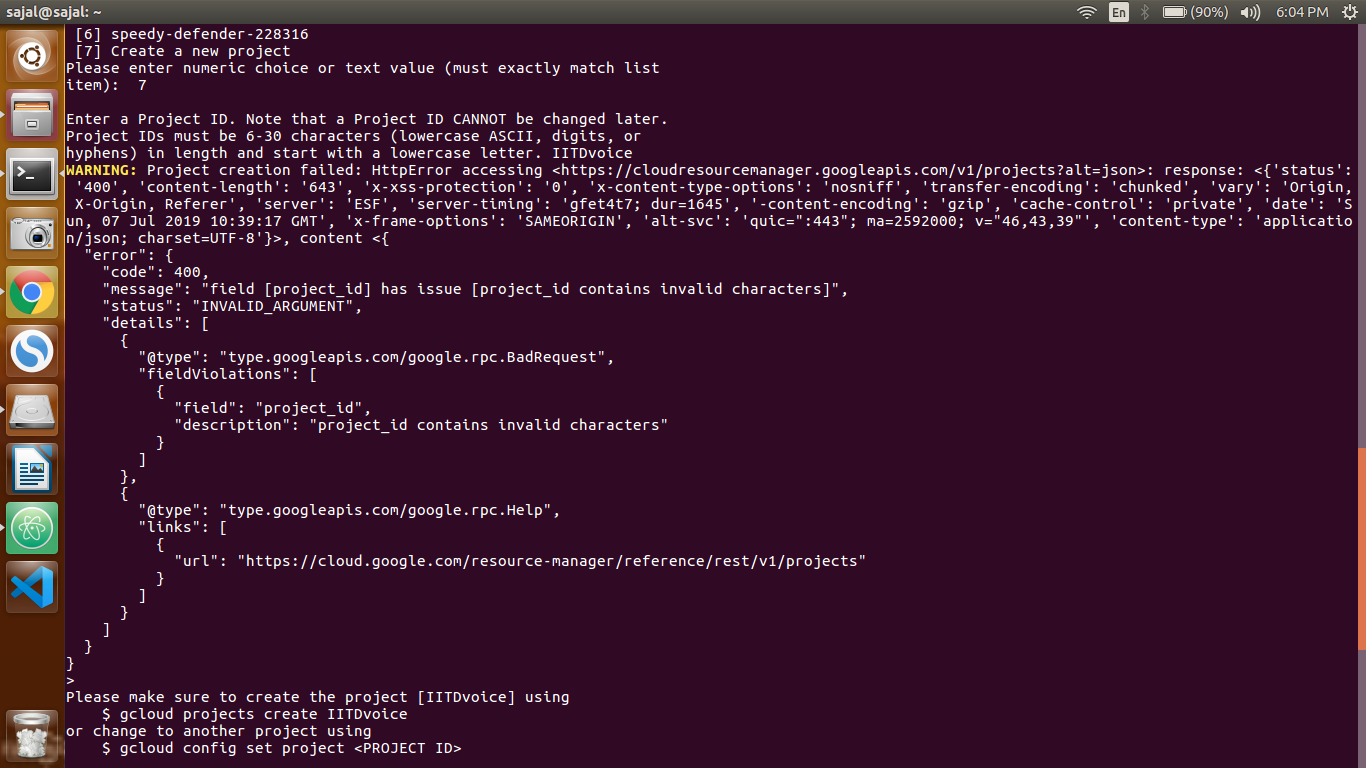 sajal@sajal: ~
En
(90%)
6:04 PM
[6] speedy-defender-228316
[7] Create a new project
Please enter numeric choice or text value (must exactly match list
item):  7
Enter a Project ID. Note that a Project ID CANNOT be changed later.
Project IDs must be 6-30 characters (lowercase ASCII, digits, or
hyphens) in length and start with a lowercase letter. IITDvoice
WARNING: Project creation failed: HttpError accessing <https://cloudresourcemanager.googleapis.com/v1/projects?alt=json>: response: <{'status':
'400', 'content-length': '643', 'x-xss-protection': '0', 'x-content-type-options': 'nosniff', 'transfer-encoding': 'chunked', 'vary': 'Origin,
X-Origin, Referer', 'server': 'ESF', 'server-timing': 'gfet4t7; dur=1645', '-content-encoding': 'gzip', 'cache-control': 'private', 'date': 'S
un, 07 Jul 2019 10:39:17 GMT', 'x-frame-options': 'SAMEORIGIN', 'alt-svc': 'quic=":443"; ma=2592000; v="46,43,39"', 'content-type': 'applicatio
n/json; charset=UTF-8'}>, content <{
"error": {
"code": 400,
"message": "field [project_id] has issue [project_id contains invalid characters]",
"status": "INVALID_ARGUMENT",
"details": [
{
"@type": "type.googleapis.com/google.rpc.BadRequest",
"fieldViolations": [
{
"field": "project_id",
"description": "project_id contains invalid characters"
}
]
},
{
"@type": "type.googleapis.com/google.rpc.Help",
"links": [
{
"url": "https://cloud.google.com/resource-manager/reference/rest/v1/projects"
}
]
}
]
}
}
>
Please make sure to create the project [IITDvoice] using
$ gcloud projects create IITDvoice
or change to another project using
$ gcloud config set project <PROJECT ID>